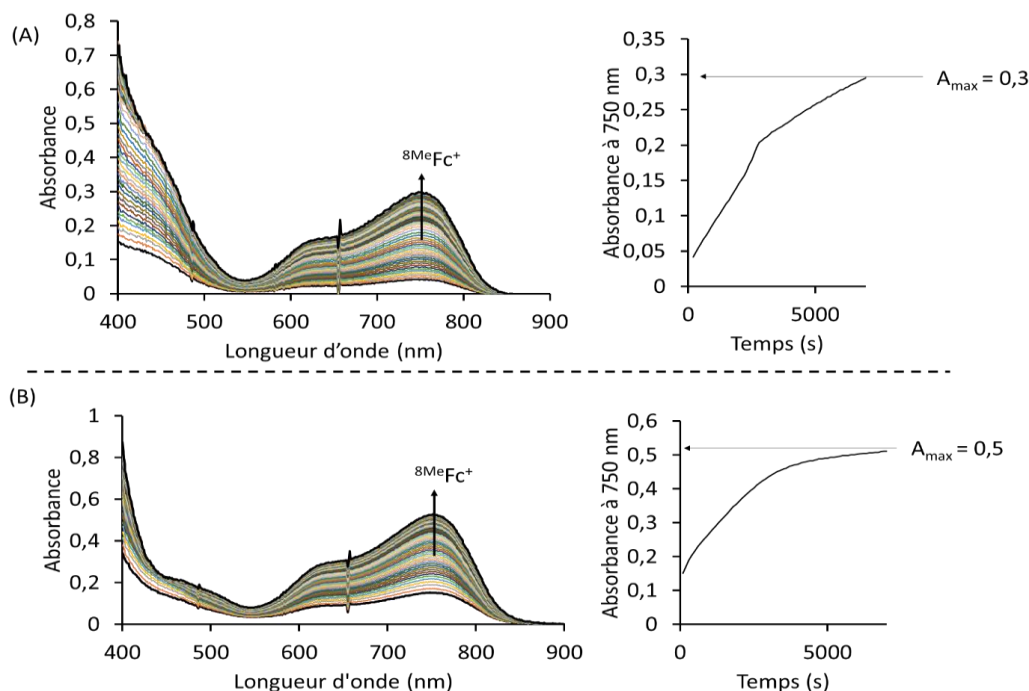 (A)
0,8
0,7
0,6
0,5
0,4
0,3
0,2
0,1
0
Absorbance
8MeFc+
400 500 600 700 800 900
Longueur d’onde (nm)
0,35
0,3
0,25
0,2
0,15
0,1
0,05
0
Absorbance à 750 nm
Amax = 0,3
0 5000
Temps (s)
(B)
1
0,8
0,6
0,4
0,2
0
Absorbance
8MeFc+
400 500 600 700 800 900
Longueur d'onde (nm)
0,6
0,5
0,4
0,3
0,2
0,1
0
Absorbance à 750 nm
Amax = 0,5
0 5000
Temps (s)